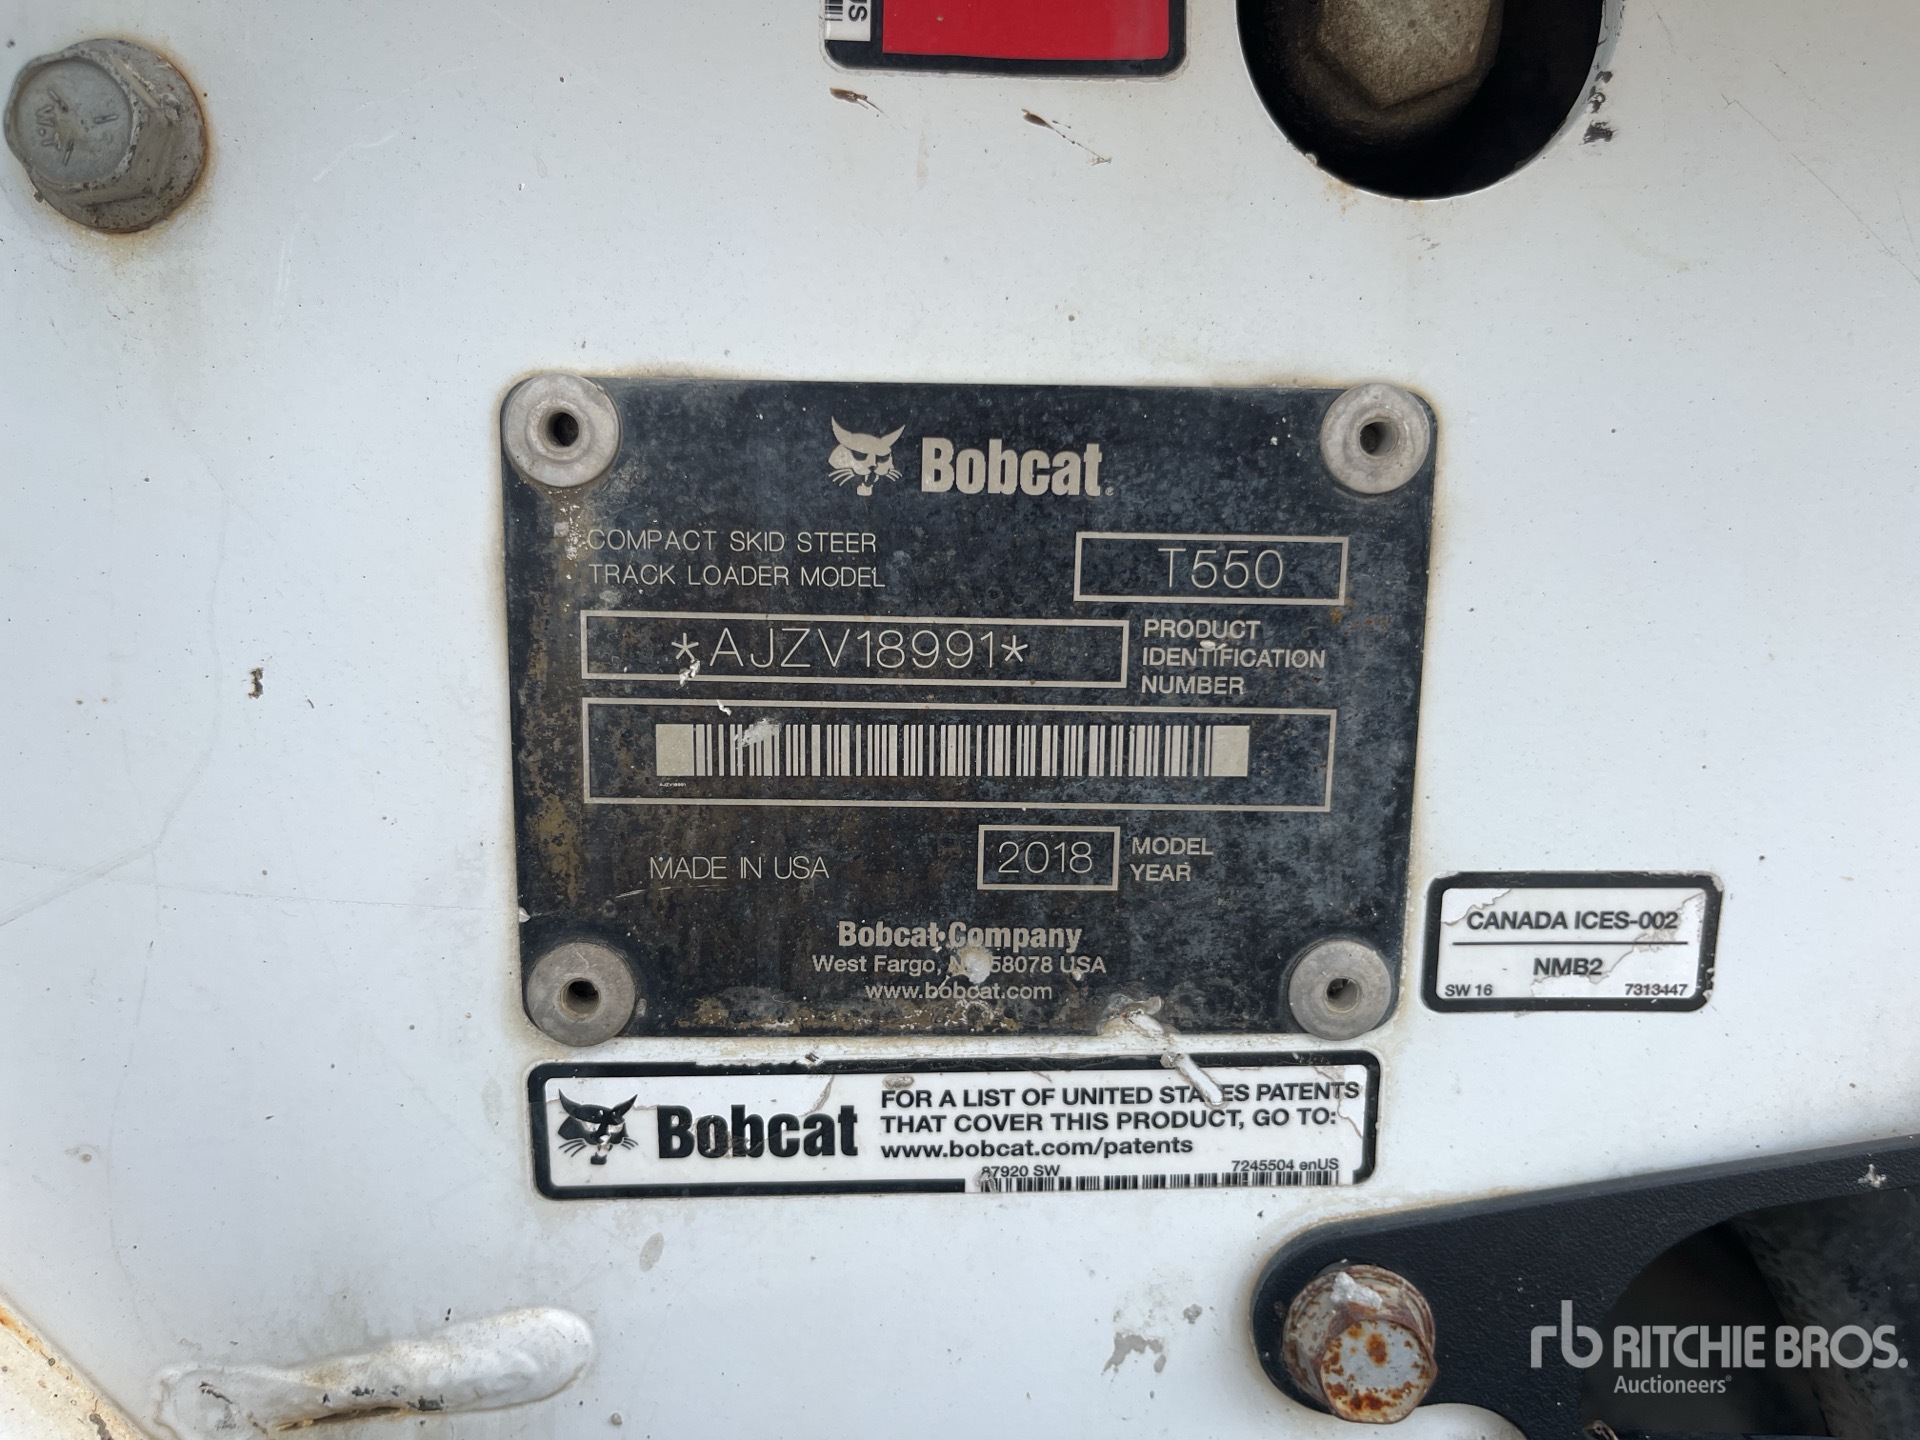 US
Bobcat®
COMPACT SKID STEER
TRACK LOADER MODEL
T550
*AJZV18991*
PRODUCT
IDENTIFICATION
NUMBER
AJZV18991
MADE IN USA
2018
MODEL
YEAR
Bobcat Company
West Fargo, 58078 USA
www.bobcat.com
CANADA ICES-002
NMB2
SW 16
7313447
Bobcat
FOR A LIST OF UNITED STATES PATENTS
THAT COVER THIS PRODUCT, GO TO:
www.bobcat.com/patents
87920 SW
7245504 enUS
rb RITCHIE BROS.
Auctioneers®